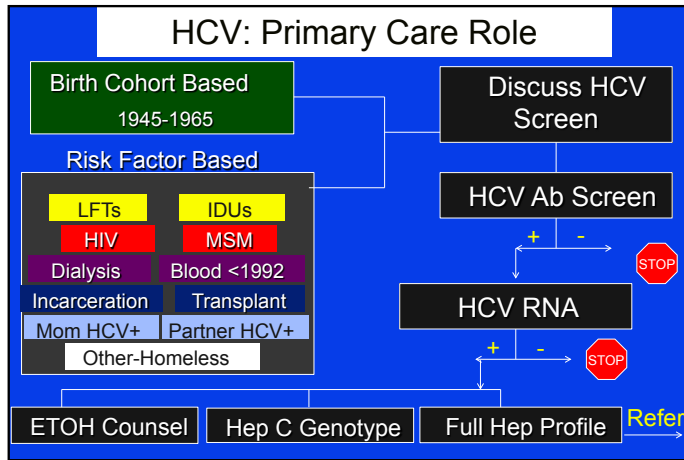 HCV: Primary Care Role
Birth Cohort Based
1945-1965
Discuss HCV
Screen
Risk Factor Based
LFTs
IDUs
HIV
MSM
Dialysis
Blood <1992
Incarceration
Transplant
Mom HCV+
Partner HCV+
Other-Homeless
HCV Ab Screen
+
-
STOP
HCV RNA
+
-
STOP
ETOH Counsel
Hep C Genotype
Full Hep Profile
Refer